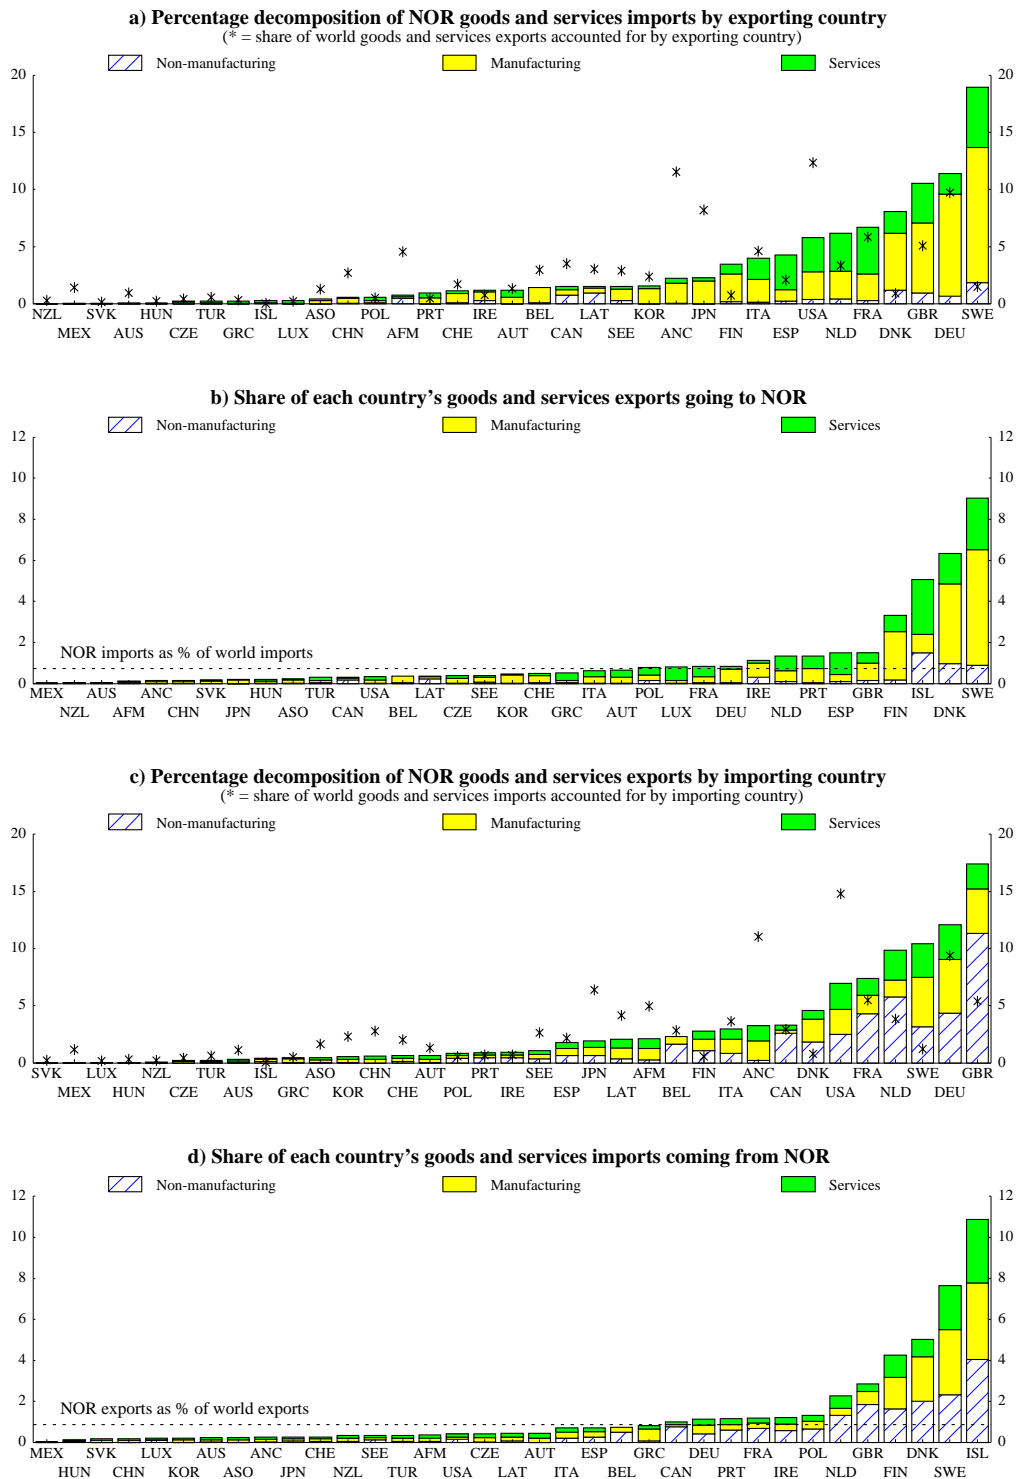 a) Percentage decomposition of NOR goods and services imports by exporting country
(* = share of world goods and services exports accounted for by exporting country)
Non-manufacturing Manufacturing Services
20 20
15 15
10 10
5 5
0 0
NZL SVK HUN TUR ISL ASO POL PRT IRE BEL LAT KOR JPN ITA USA FRA GBR SWE
MEX AUS CZE GRC LUX CHN AFM CHE AUT CAN SEE ANC FIN ESP NLD DNK DEU
b) Share of each country's goods and services exports going to NOR
Non-manufacturing Manufacturing Services
12 12
10 10
8 8
6 6
4 4
2 2
NOR imports as % of world imports
0 0
MEX AUS ANC SVK HUN TUR USA LAT SEE CHE ITA POL FRA IRE PRT GBR ISL SWE
NZL AFM CHN JPN ASO CAN BEL CZE KOR GRC AUT LUX DEU NLD ESP FIN DNK
c) Percentage decomposition of NOR goods and services exports by importing country
(* = share of world goods and services imports accounted for by importing country)
Non-manufacturing Manufacturing Services
20 20
15 15
10 10
5 5
0 0
SVK LUX NZL TUR ISL ASO CHN AUT PRT SEE JPN AFM FIN ANC DNK FRA SWE GBR
MEX HUN CZE AUS GRC KOR CHE POL IRE ESP LAT BEL ITA CAN USA NLD DEU
d) Share of each country's goods and services imports coming from NOR
Non-manufacturing Manufacturing Services
12 12
10 10
8 8
6 6
4 4
2 2
NOR exports as % of world exports
0 0
MEX SVK LUX AUS ANC CHE SEE AFM CZE AUT ESP GRC DEU FRA POL GBR DNK ISL
HUN CHN KOR ASO JPN NZL TUR USA LAT ITA BEL CAN PRT IRE NLD FIN SWE